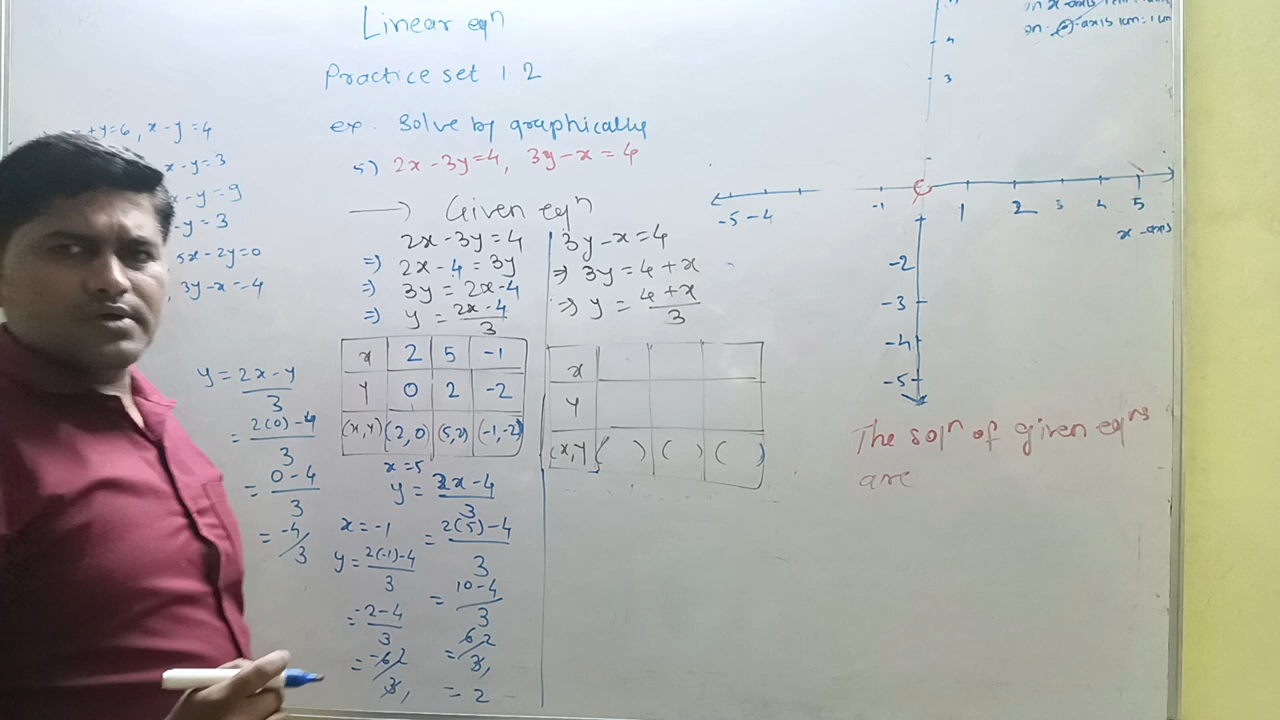 Linear eqn
Practice set 1.2
ex. Solve by graphically
5) 2x-3y=4, 3y-x=4
→ Given eqn
2x-3y=4
⇒) 2x-4=3y
⇒) 3y=2x-4
⇒) y=2x-4/3
x 2 5 -1
y 0 2 -2
(x,y) (2,0) (5,2) (-1,-2)
x=5
y=2x-4/3
=2(5)-4/3
=10-4/3
=6/3
=2
x=-1
y=2(-1)-4/3
=-2-4/3
=-6/3
3y-x=4
⇒ 3y=4+x
⇒ y=4+x/3
x
y
(x,y) ( ) ( ) ( )
x+y=6, x-y=4
x-y=3
x-y=9
-y=3
5x-2y=0
, 3y-x=-4
y=2x-y/3
=2(0)-4/3
=0-4/3
=-4/3
on x-axis
on -axis 1cm=1
4
3
-5 -4 -1 1 2 3 4 5
x-axis
-2
-3
-4
-5
The soln of given eqns
are